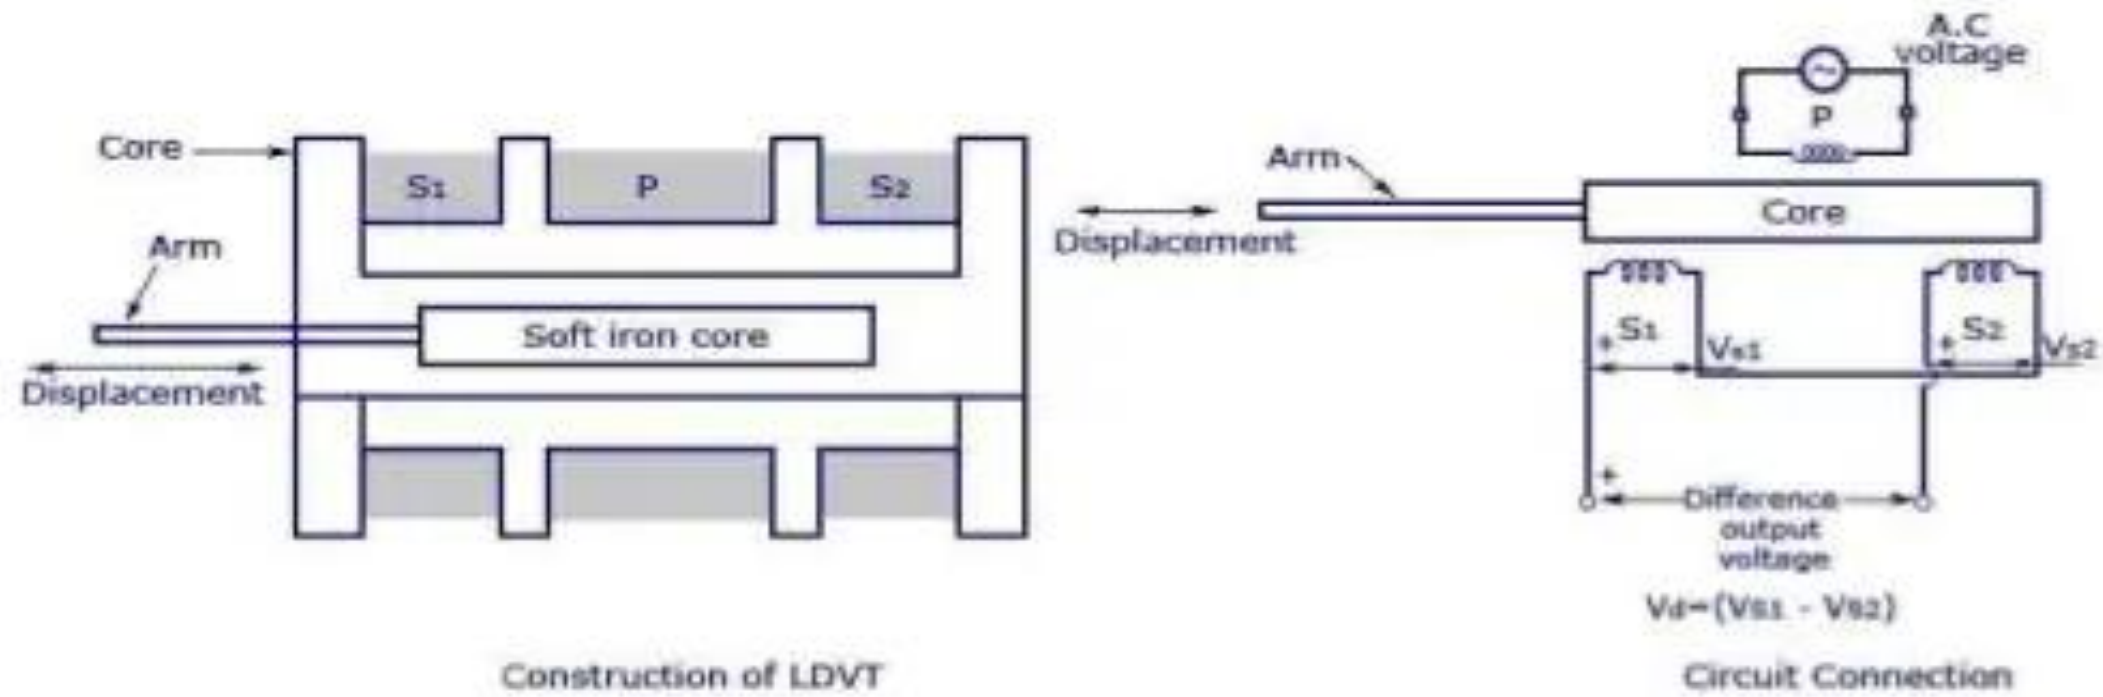 Core
S1
P
S2
Arm
Soft iron core
Displacement
Construction of LDVT
A.C
voltage
~
P
Arm
Core
Displacement
S1
S2
+
+
Vs1
Vs2
+
Difference
output
voltage
Vd=(VS1 - VS2)
Circuit Connection